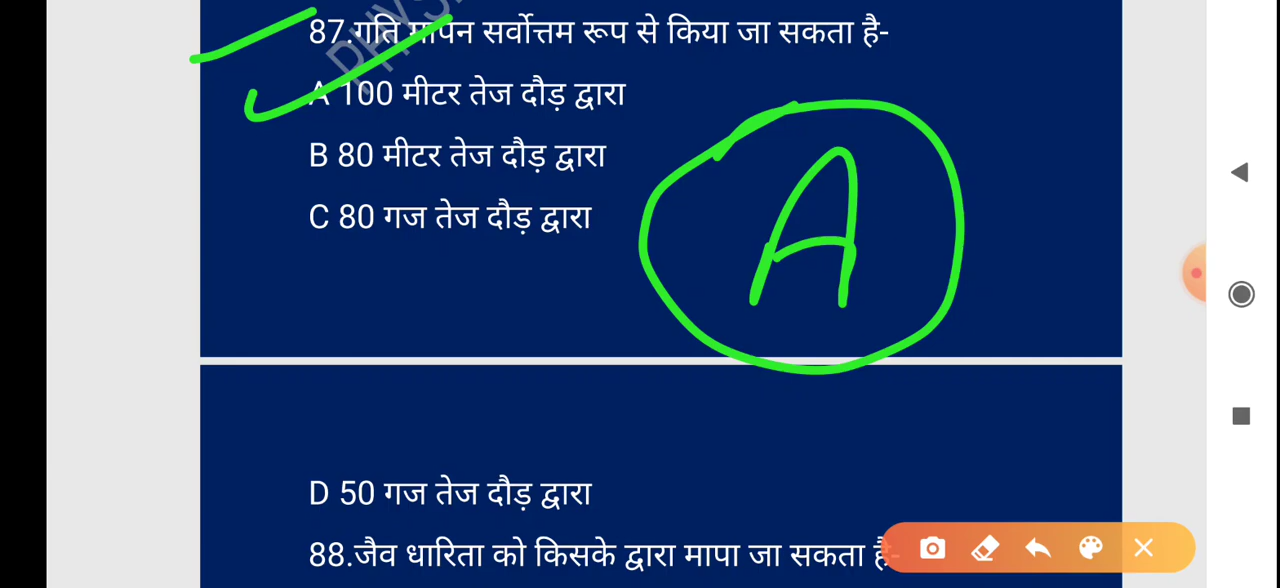 87.गति मापन सर्वोत्तम रूप से किया जा सकता है-
A 100 मीटर तेज दौड़ द्वारा
B 80 मीटर तेज दौड़ द्वारा
C 80 गज तेज दौड़ द्वारा
A
D 50 गज तेज दौड़ द्वारा
88.जैव धारिता को किसके द्वारा मापा जा सकता है-